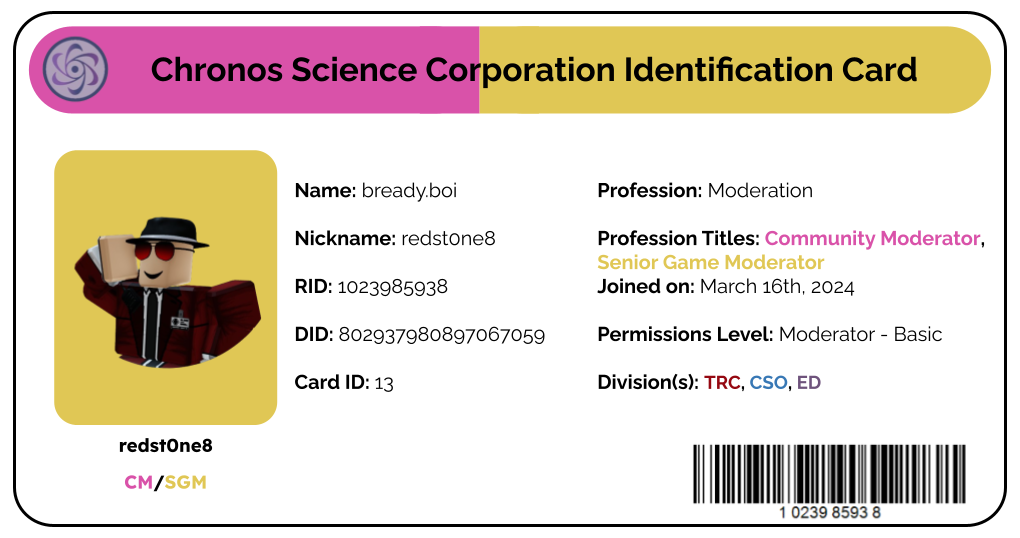 Chronos Science Corporation Identification Card
Name: bready.boi
Nickname: redst0ne8
RID: 1023985938
DID: 802937980897067059
Card ID: 13
Profession: Moderation
Profession Titles: Community Moderator,
Senior Game Moderator
Joined on: March 16th, 2024
Permissions Level: Moderator - Basic
Division(s): TRC, CSO, ED
redst0ne8
CM/SGM
1 0239 8593 8